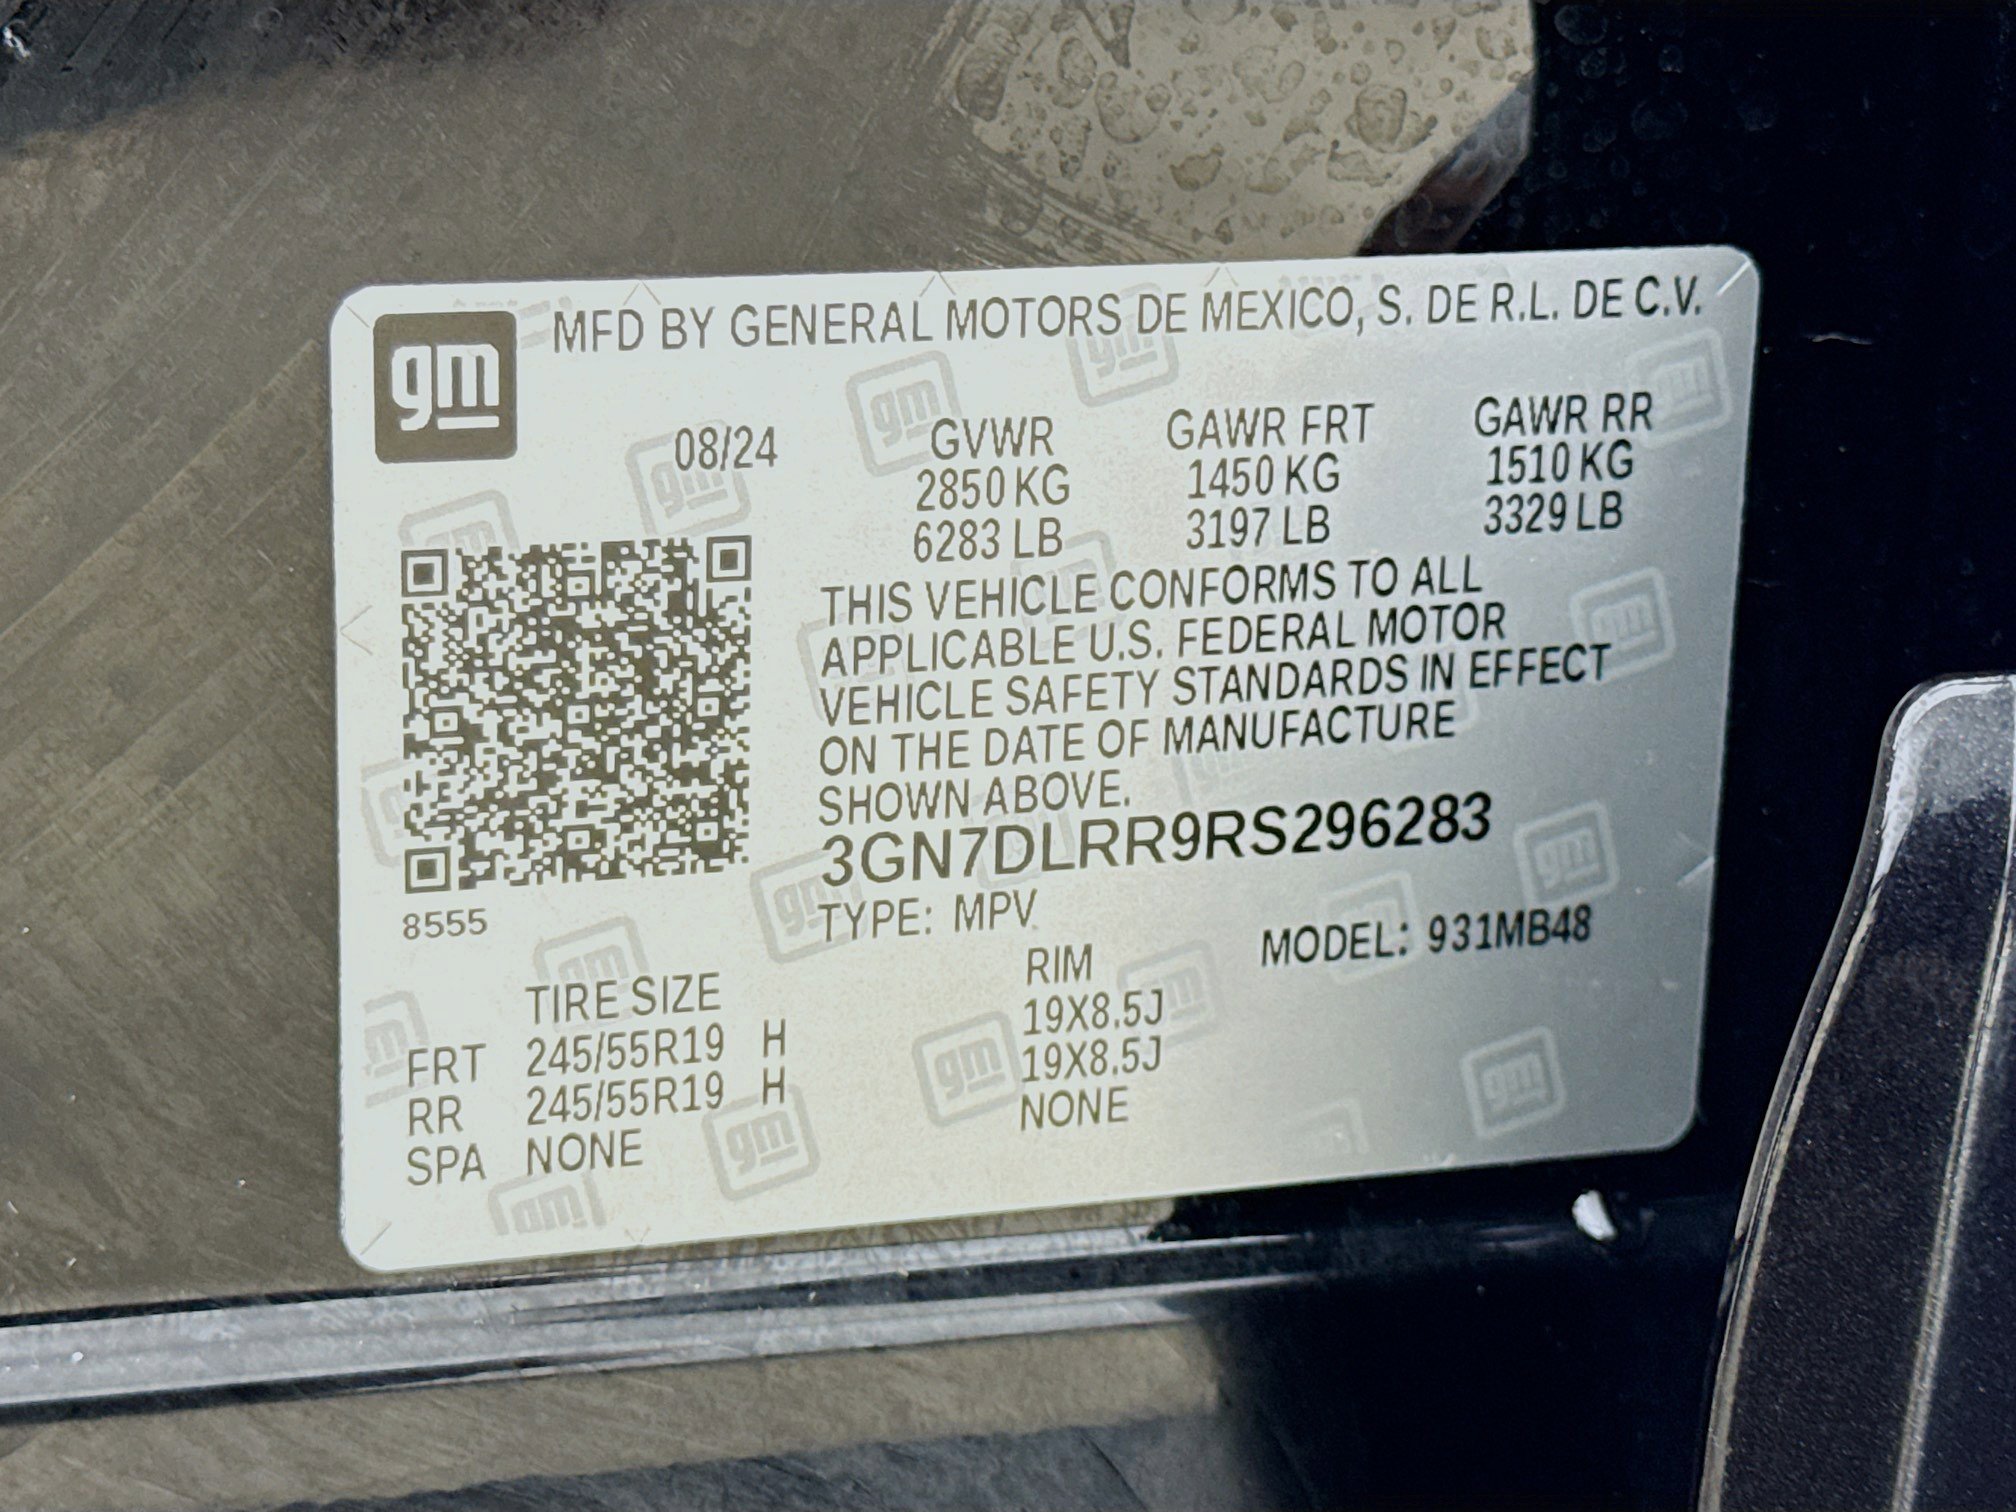 gm MFD BY GENERAL MOTORS DE MEXICO, S. DE R.L. DE C.V.
08/24 GVWR GAWR FRT GAWR RR
2850 KG 1450 KG 1510 KG
6283 LB 3197 LB 3329 LB
THIS VEHICLE CONFORMS TO ALL
APPLICABLE U.S. FEDERAL MOTOR
VEHICLE SAFETY STANDARDS IN EFFECT
ON THE DATE OF MANUFACTURE
SHOWN ABOVE.
3GN7DLRR9RS296283
8555 TYPE: MPV MODEL: 931MB48
TIRE SIZE RIM
FRT 245/55R19 H 19X8.5J
RR 245/55R19 H 19X8.5J
SPA NONE NONE